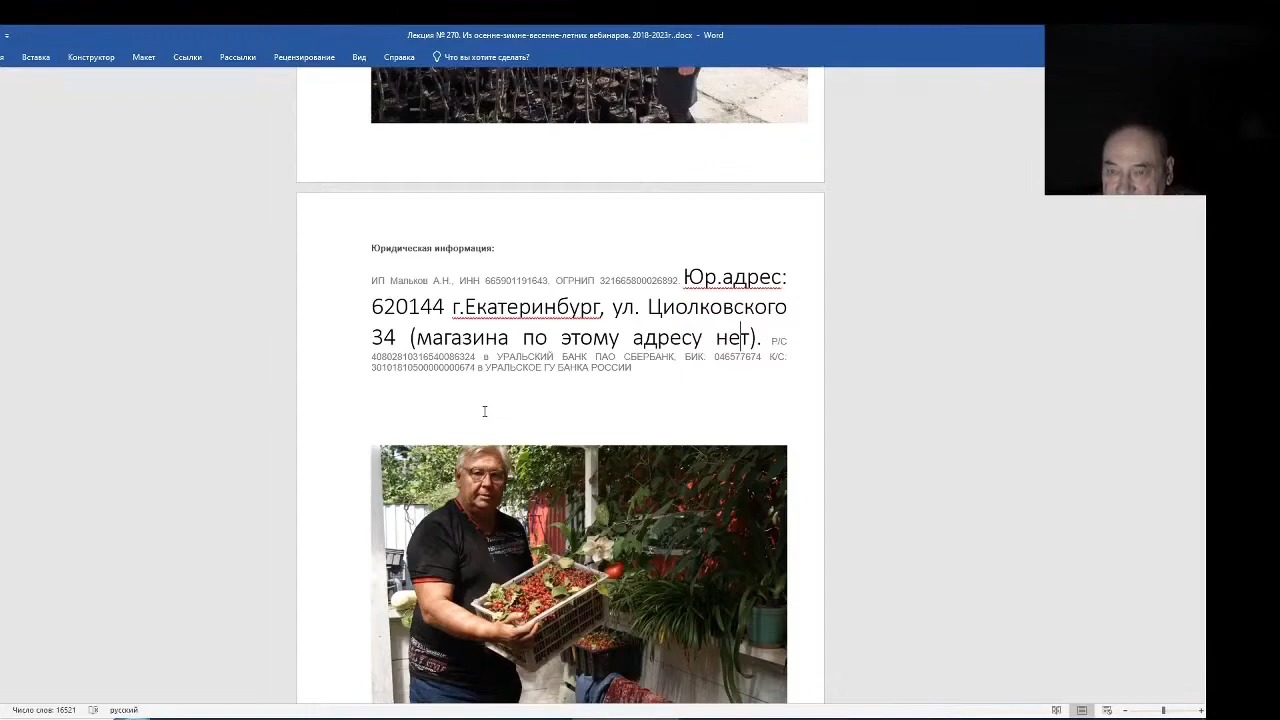 Лекция № 270. Из осенне-зимне-весенне-летних вебинаров. 2018-2023г..docx - Word
Вставка Конструктор Макет Ссылки Рассылки Рецензирование Вид Справка Что вы хотите сделать?
Юридическая информация:
ИП Мальков А.Н., ИНН 665901191643, ОГРНИП 321665800026892. Юр.адрес:
620144 г.Екатеринбург, ул. Циолковского
34 (магазина по этому адресу нет). Р/С
40802810316540086324 в УРАЛЬСКИЙ БАНК ПАО СБЕРБАНК, БИК: 046577674 К/С:
30101810500000000674 в УРАЛЬСКОЕ ГУ БАНКА РОССИИ
Число слов: 16521 русский